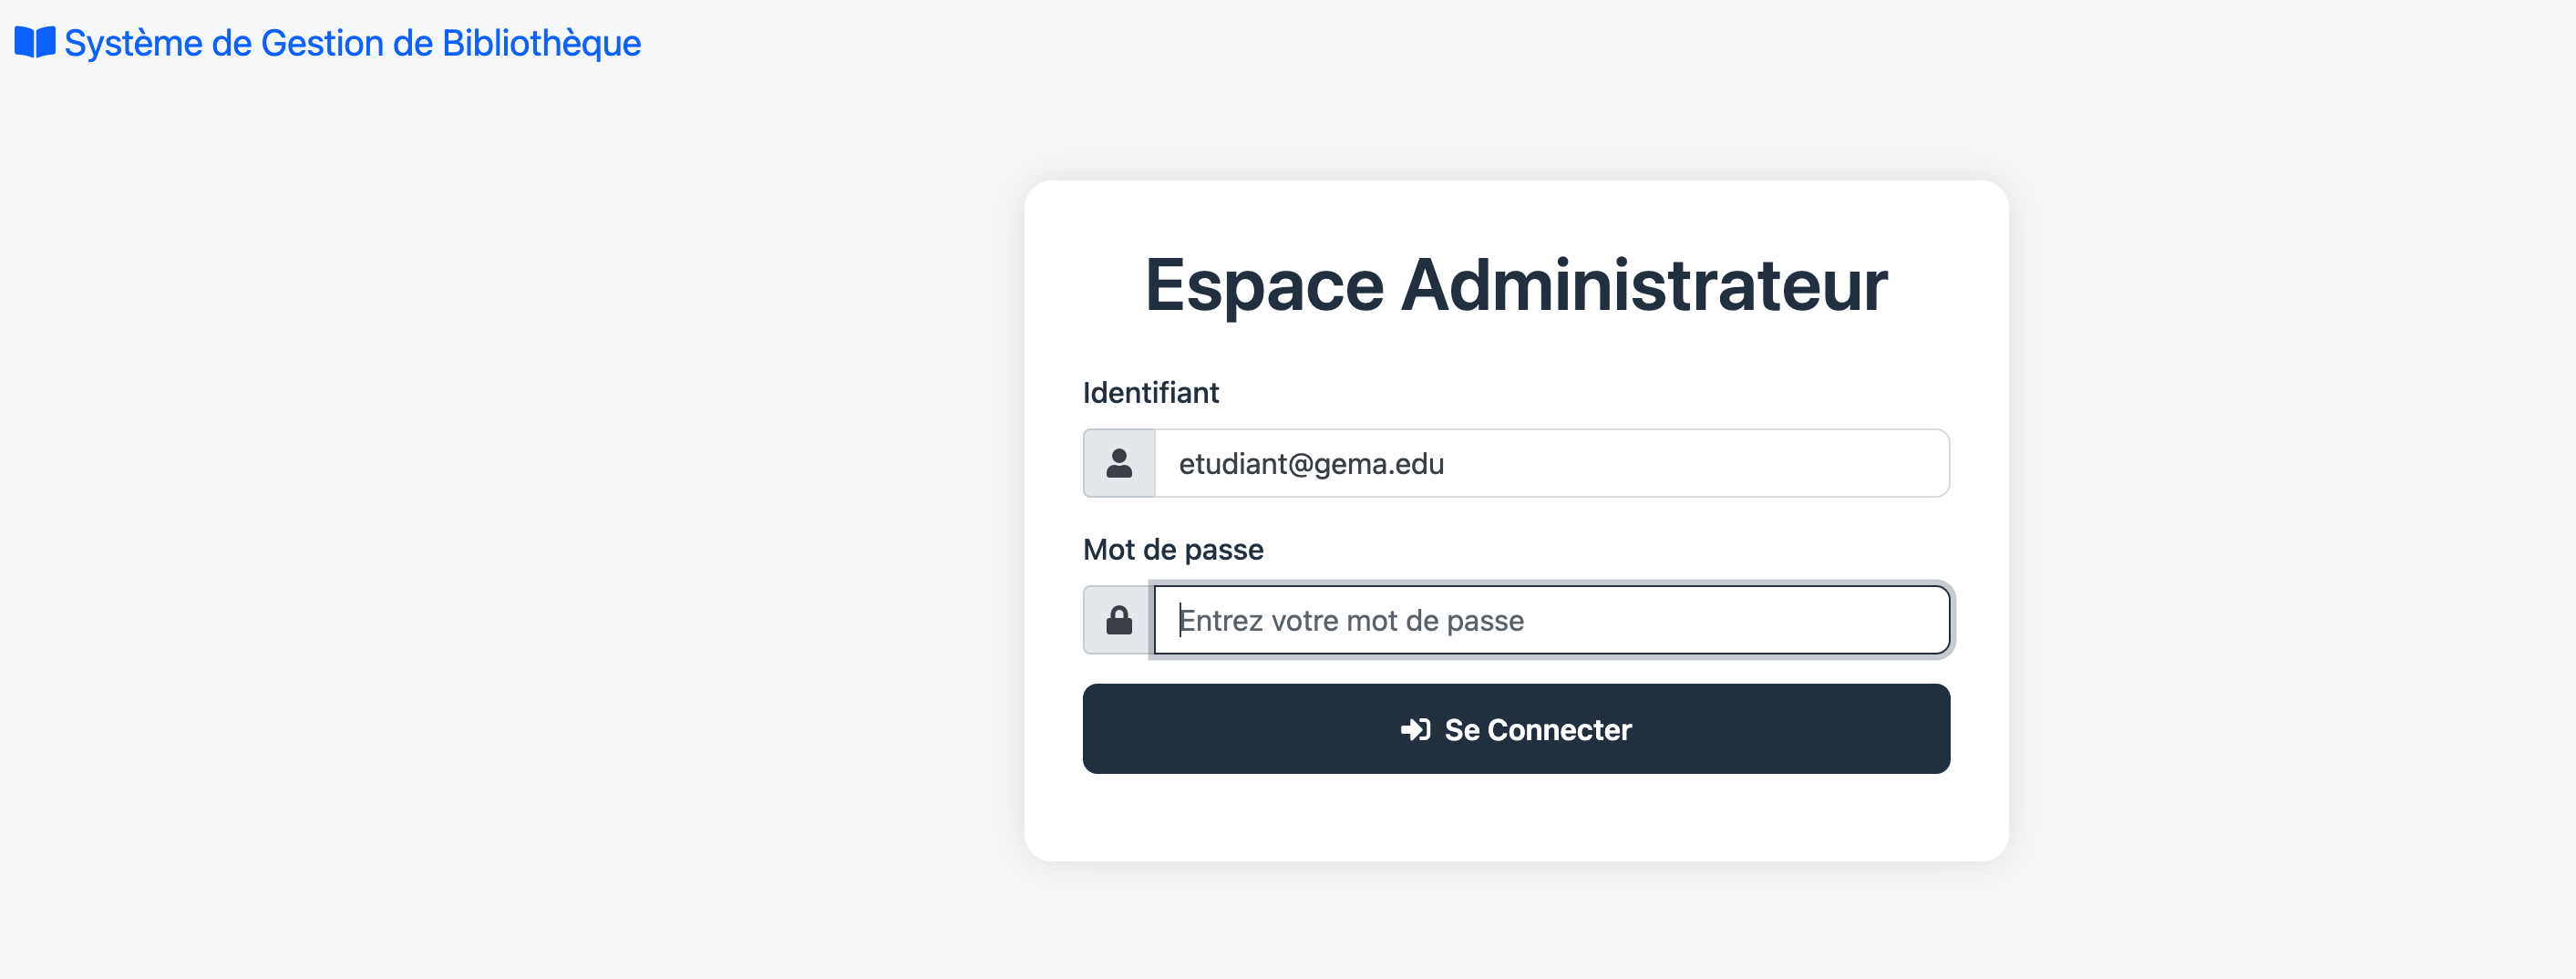 Système de Gestion de Bibliothèque
Espace Administrateur
Identifiant
etudiant@gema.edu
Mot de passe
Entrez votre mot de passe
Se Connecter